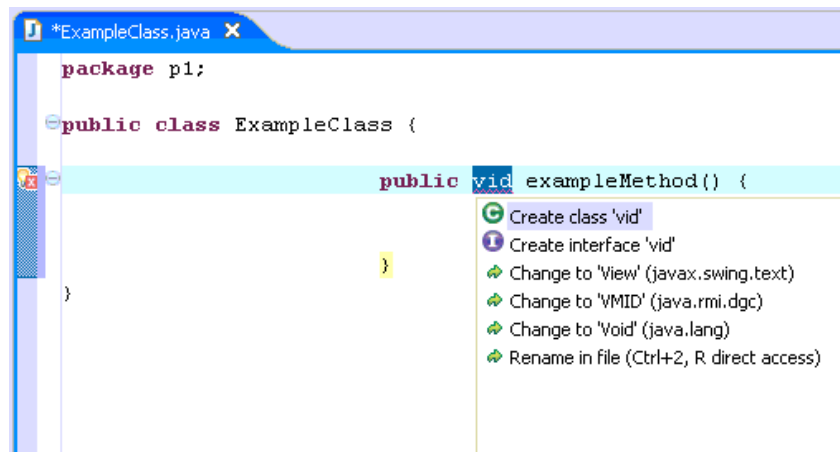 *ExampleClass.java
package p1;
public class ExampleClass {
public vid exampleMethod() {
Create class 'vid'
Create interface 'vid'
Change to 'View' (javax.swing.text)
}
Change to 'VMID' (java.rmi.dgc)
}
Change to 'Void' (java.lang)
Rename in file (Ctrl+2, R direct access)